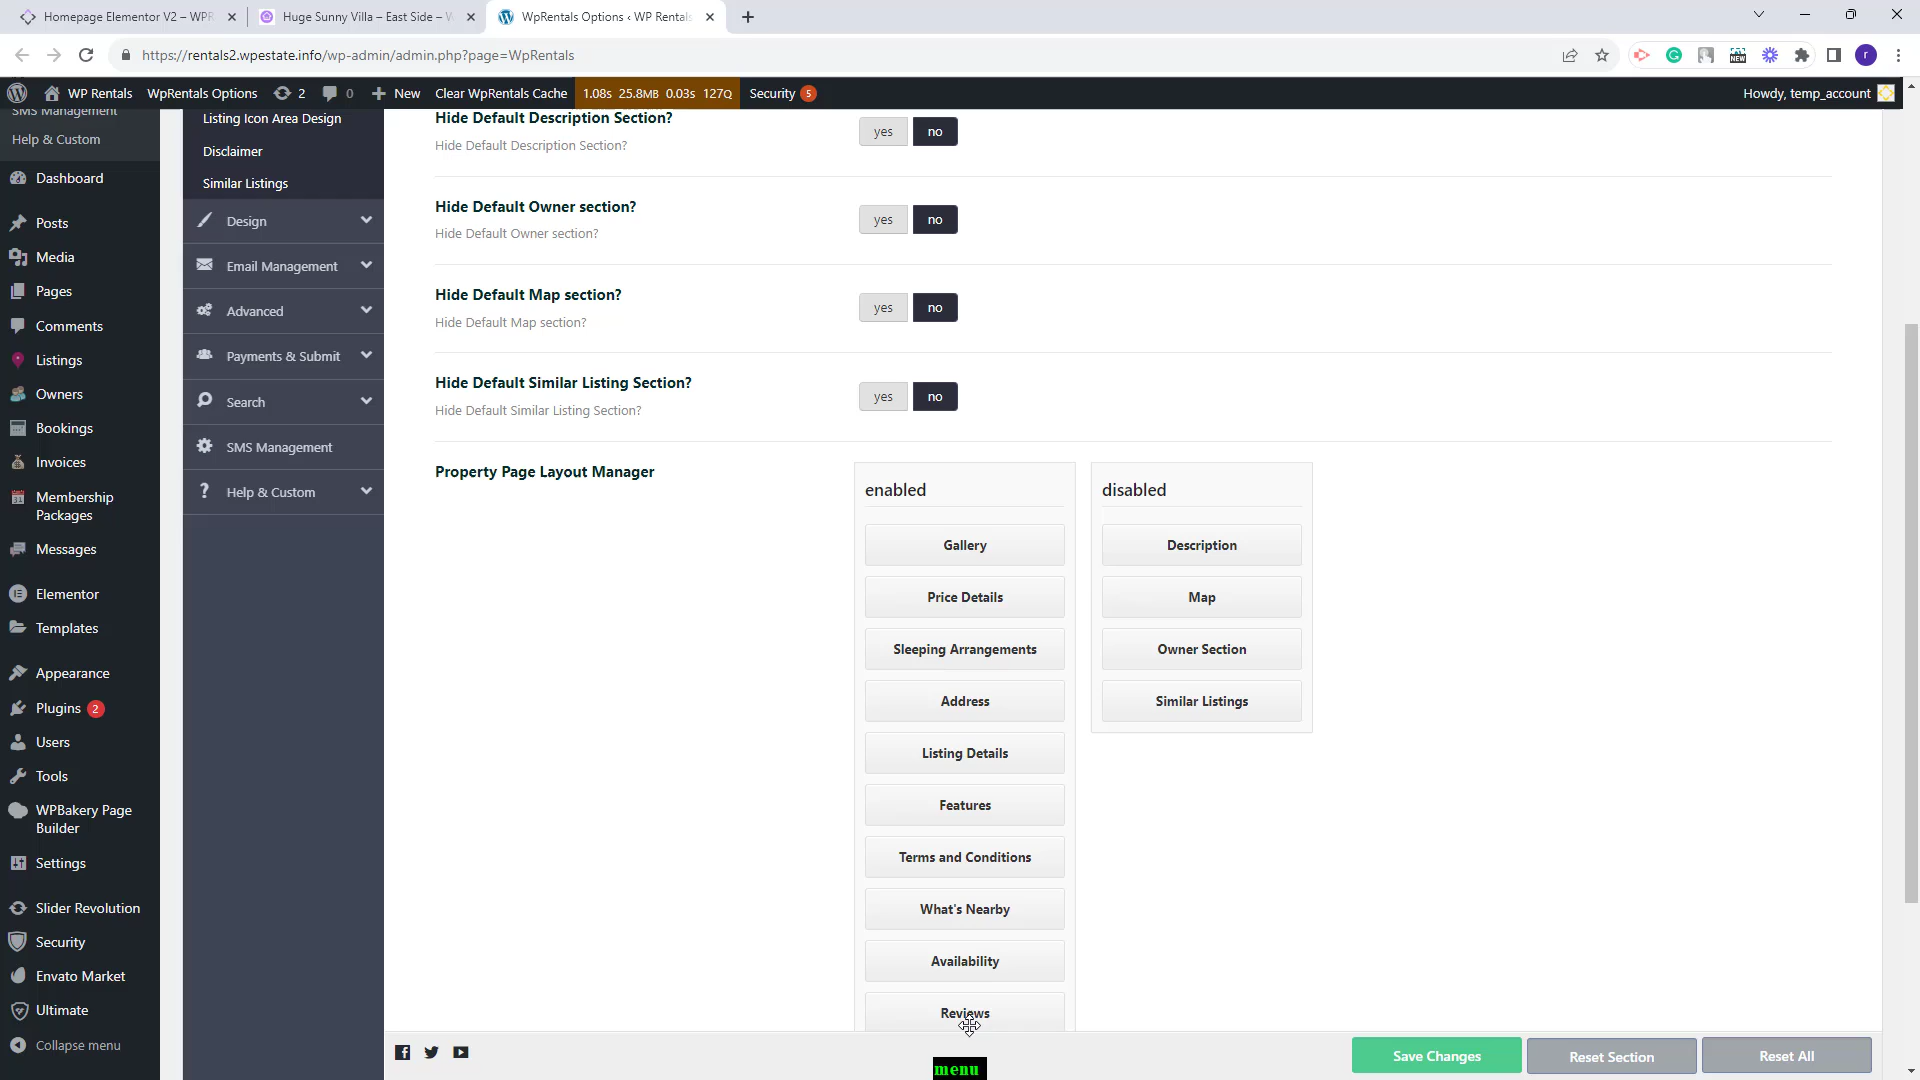 Homepage Elementor V2 – WPR
Huge Sunny Villa – East Side – W
WpRentals Options ‹ WP Rentals
https://rentals2.wpestate.info/wp-admin/admin.php?page=WpRentals
NEW
r
WP Rentals
WpRentals Options
2
0
New
Clear WpRentals Cache
1.08s 25.8MB 0.03s 127Q
Security 5
Howdy, temp_account
SMS Management
Help & Custom
Dashboard
Posts
Media
Pages
Comments
Listings
Owners
Bookings
Invoices
Membership
Packages
Messages
Elementor
Templates
Appearance
Plugins 2
Users
Tools
WPBakery Page
Builder
Settings
Slider Revolution
Security
Envato Market
Ultimate
Collapse menu
Listing Icon Area Design
Disclaimer
Similar Listings
Design
Email Management
Advanced
Payments & Submit
Search
SMS Management
Help & Custom
Hide Default Description Section?
Hide Default Description Section?
yes no
Hide Default Owner section?
Hide Default Owner section?
yes no
Hide Default Map section?
Hide Default Map section?
yes no
Hide Default Similar Listing Section?
Hide Default Similar Listing Section?
yes no
Property Page Layout Manager
enabled
Gallery
Price Details
Sleeping Arrangements
Address
Listing Details
Features
Terms and Conditions
What's Nearby
Availability
Reviews
disabled
Description
Map
Owner Section
Similar Listings
menu
Save Changes
Reset Section
Reset All